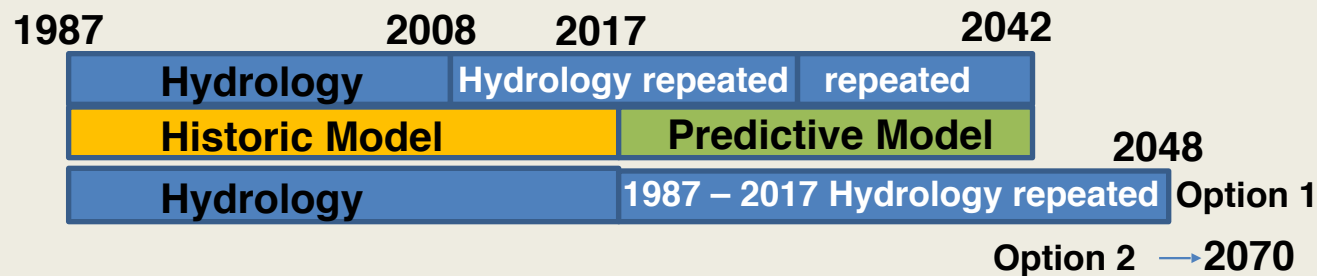 1987 2008 2017 2042
Hydrology Hydrology repeated repeated
Historic Model Predictive Model
2048
Hydrology 1987 – 2017 Hydrology repeated Option 1
Option 2 → 2070